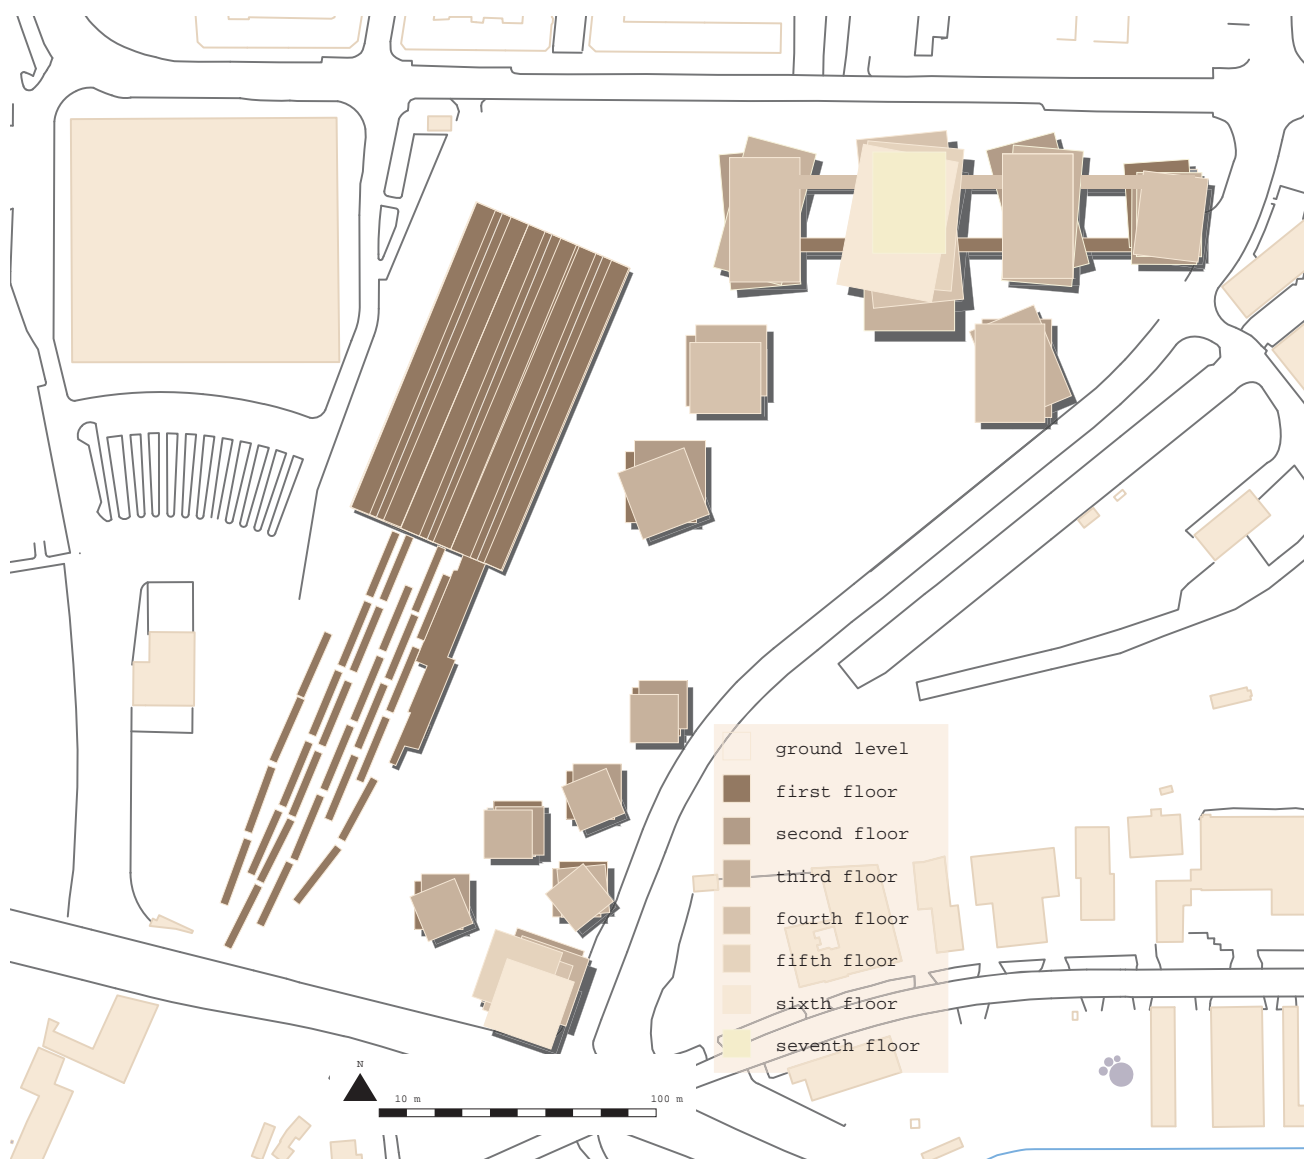 ground level
first floor
second floor
third floor
fourth floor
fifth floor
sixth floor
seventh floor
N
10 m 100 m